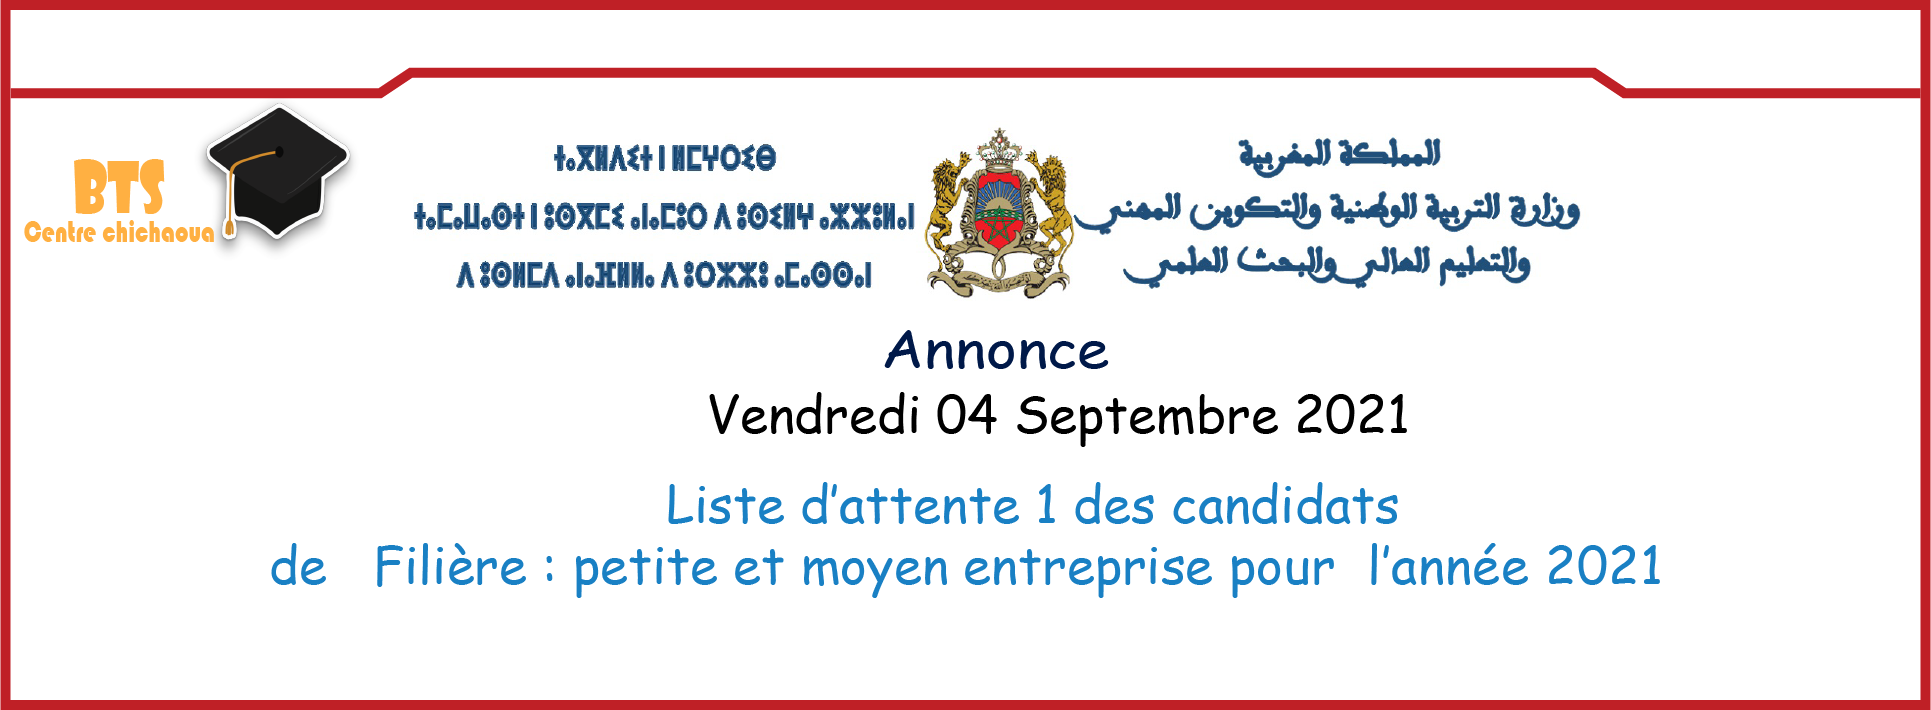 BTS
Centre chichaoua
ⵜⴰⴳⵍⴷⵉⵜ ⵏ ⵍⵎⵖⵔⵉⴱ
ⵜⴰⵎⴰⵡⴰⵙⵜ ⵏ ⵓⵙⴳⵎⵉ ⴰⵏⴰⵎⵓⵔ ⴷ ⵓⵙⵉⵍⵖ ⴰⵣⵣⵓⵍⴰⵏ
ⴷ ⵓⵙⵍⵎⴷ ⴰⵏⴰⴼⵍⵍⴰ ⴷ ⵓⵔⵣⵣⵓ ⴰⵎⴰⵙⵙⴰⵏ
المملكة المغربية
وزارة التربية الوطنية والتكوين المهني
والتعليم العالي والبحث العلمي
Annonce
Vendredi 04 Septembre 2021
Liste d’attente 1 des candidats
de Filière : petite et moyen entreprise pour l’année 2021